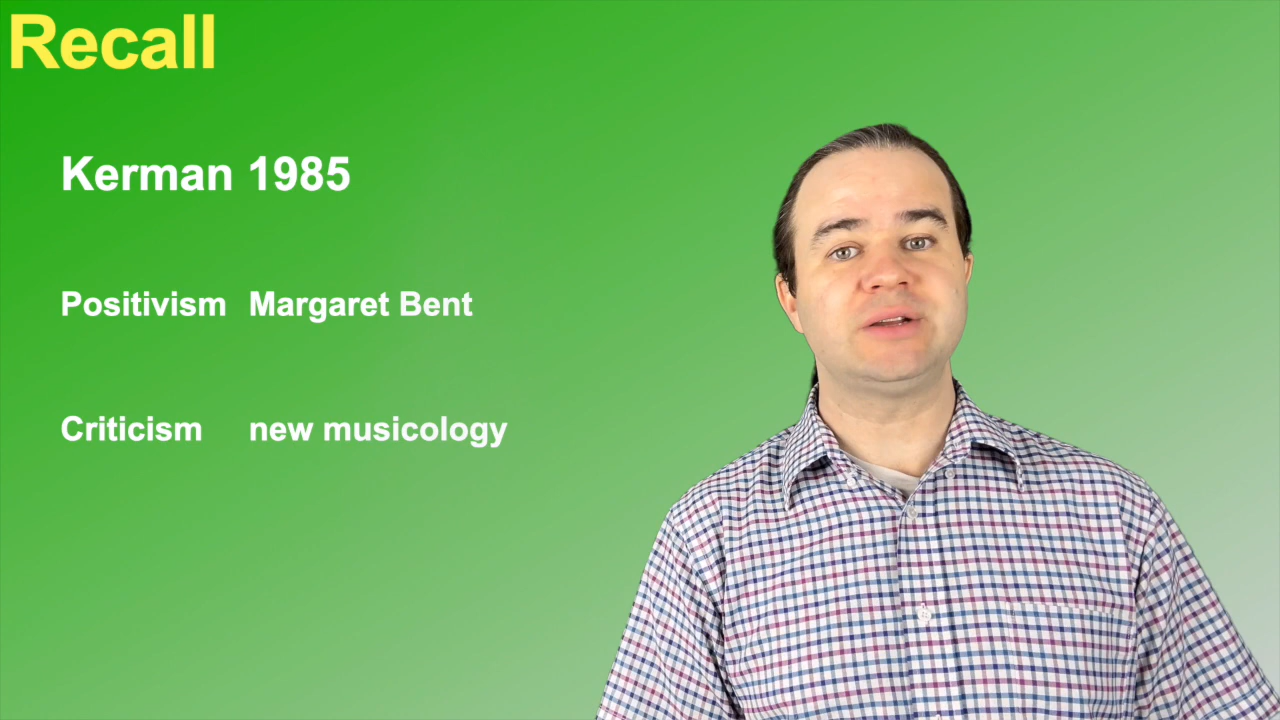 Recall
Kerman 1985
Positivism Margaret Bent
Criticism new musicology